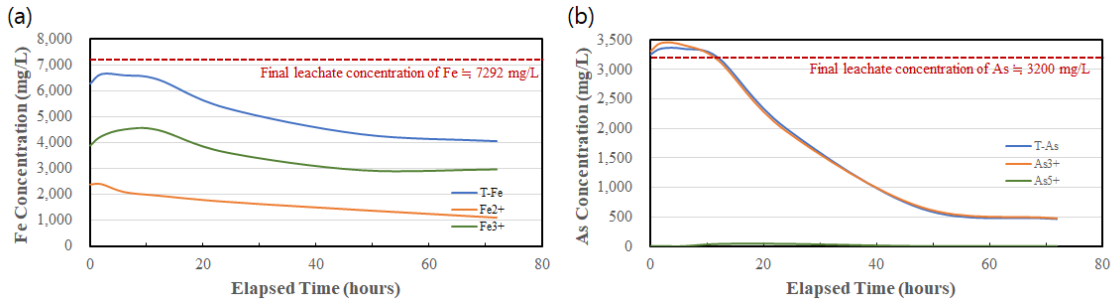 (a)
Fe Concentration (mg/L)
8,000
7,000
6,000
5,000
4,000
3,000
2,000
1,000
0
Final leachate concentration of Fe ≒ 7292 mg/L
T-Fe
Fe2+
Fe3+
0 20 40 60 80
Elapsed Time (hours)
(b)
As Concentration (mg/L)
3,500
3,000
2,500
2,000
1,500
1,000
500
0
Final leachate concentration of As ≒ 3200 mg/L
T-As
As3+
As5+
0 20 40 60 80
Elapsed Time (hours)